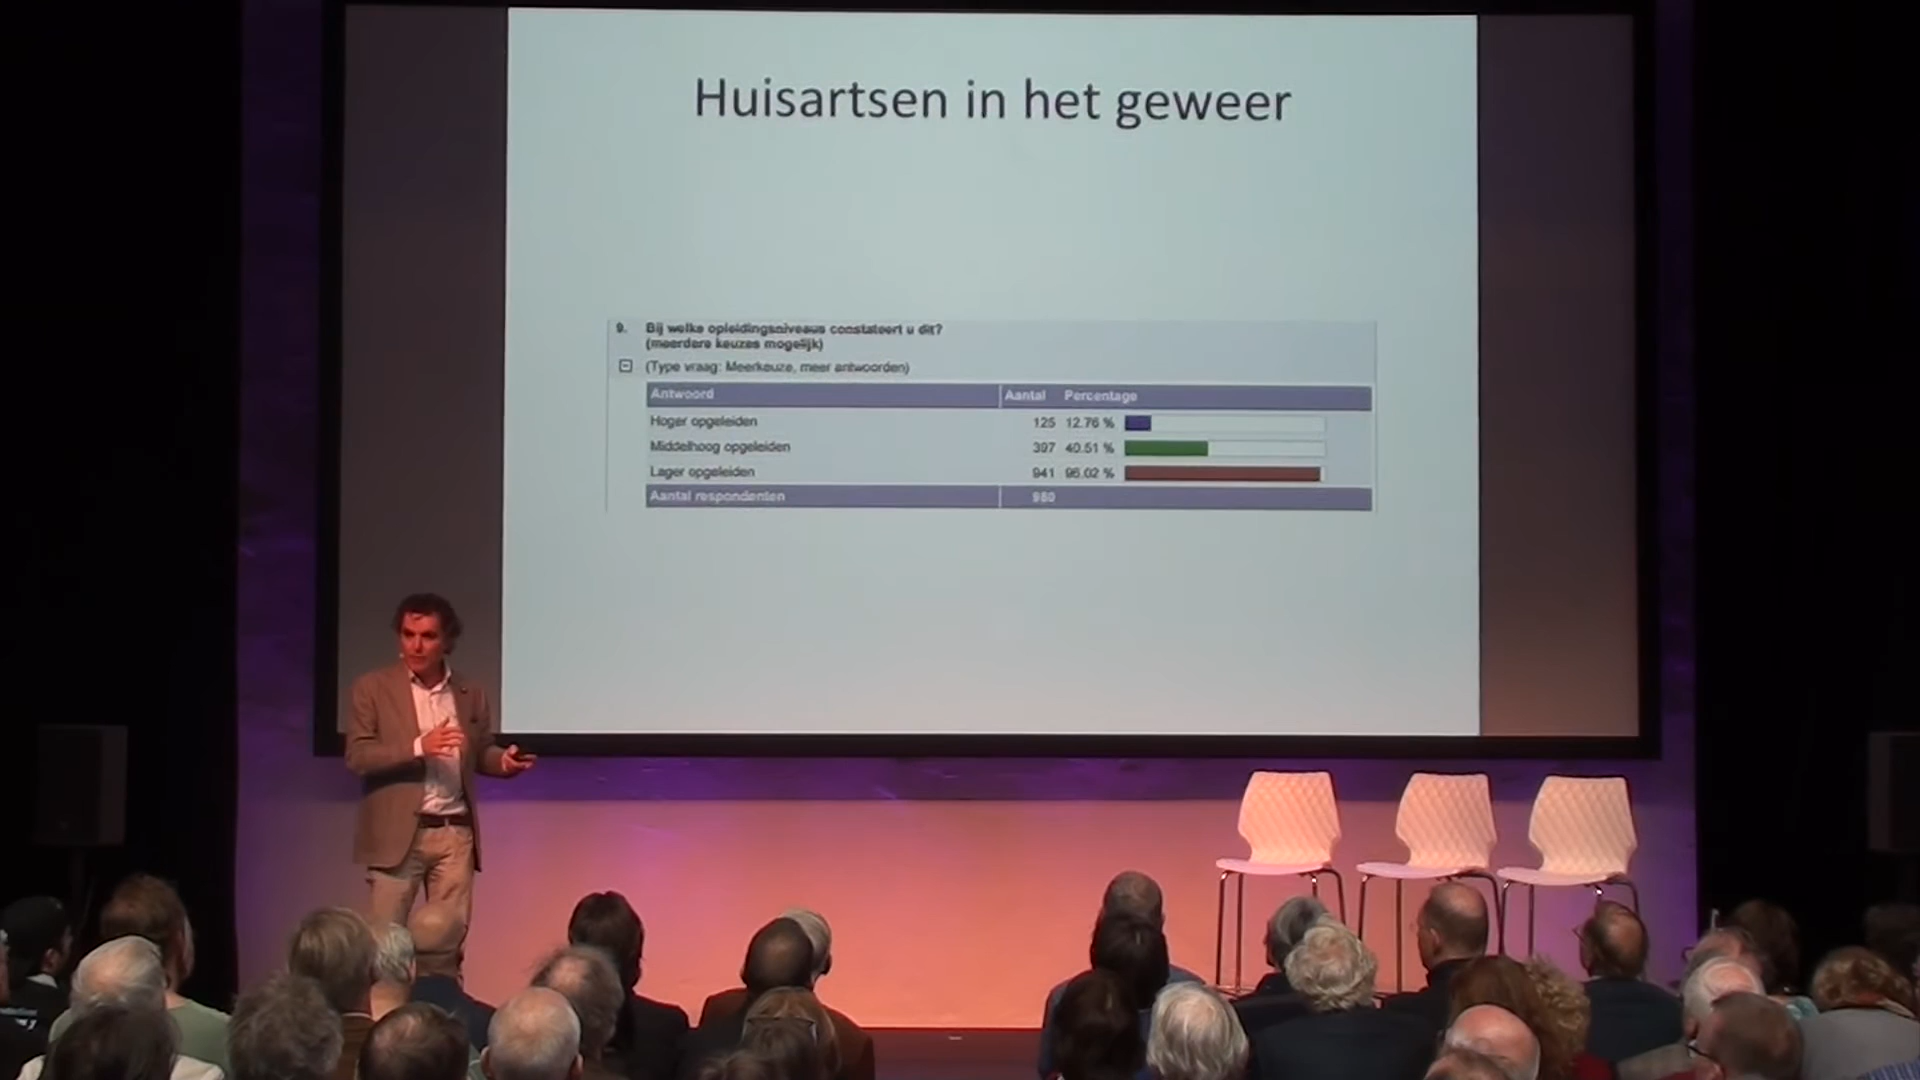 Huisartsen in het geweer
9. Bij welke opleidingsniveaus constateert u dit?
(meerdere keuzes mogelijk)
(Type vraag: Meerkeuze, meer antwoorden)
Antwoord Aantal Percentage
Hoger opgeleiden 125 12.76 %
Middelhoog opgeleiden 397 40.51 %
Lager opgeleiden 941 96.02 %
Aantal respondenten 980